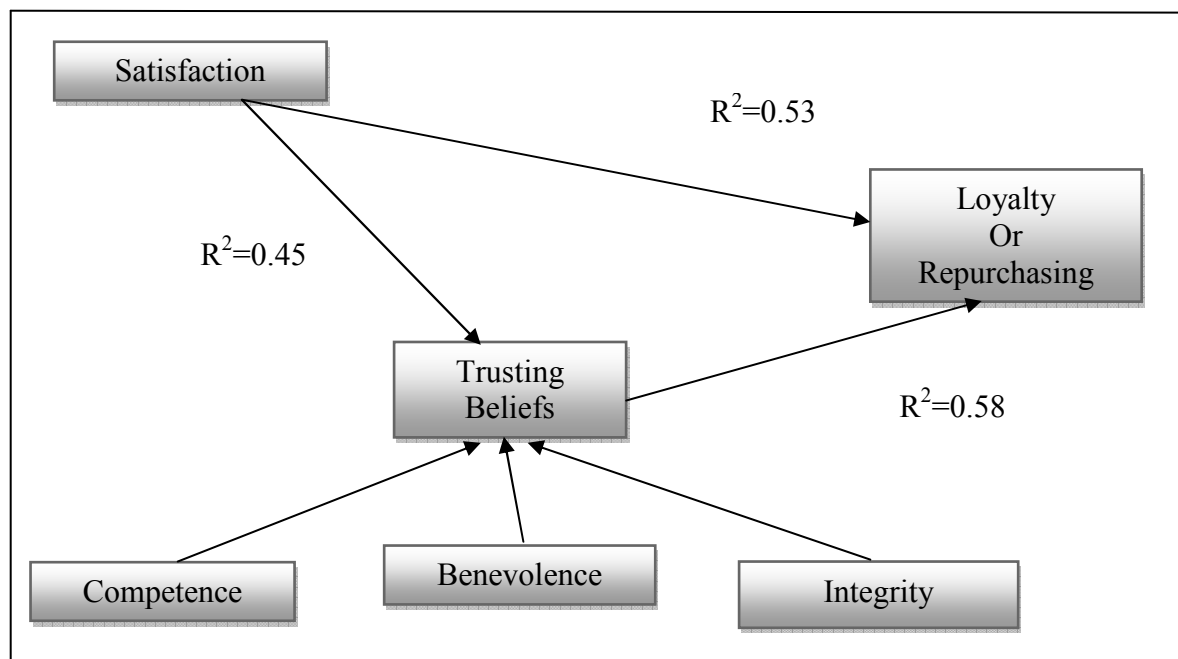 Satisfaction
R²=0.53
Loyalty
Or
Repurchasing
R²=0.45
Trusting
Beliefs
R²=0.58
Competence
Benevolence
Integrity